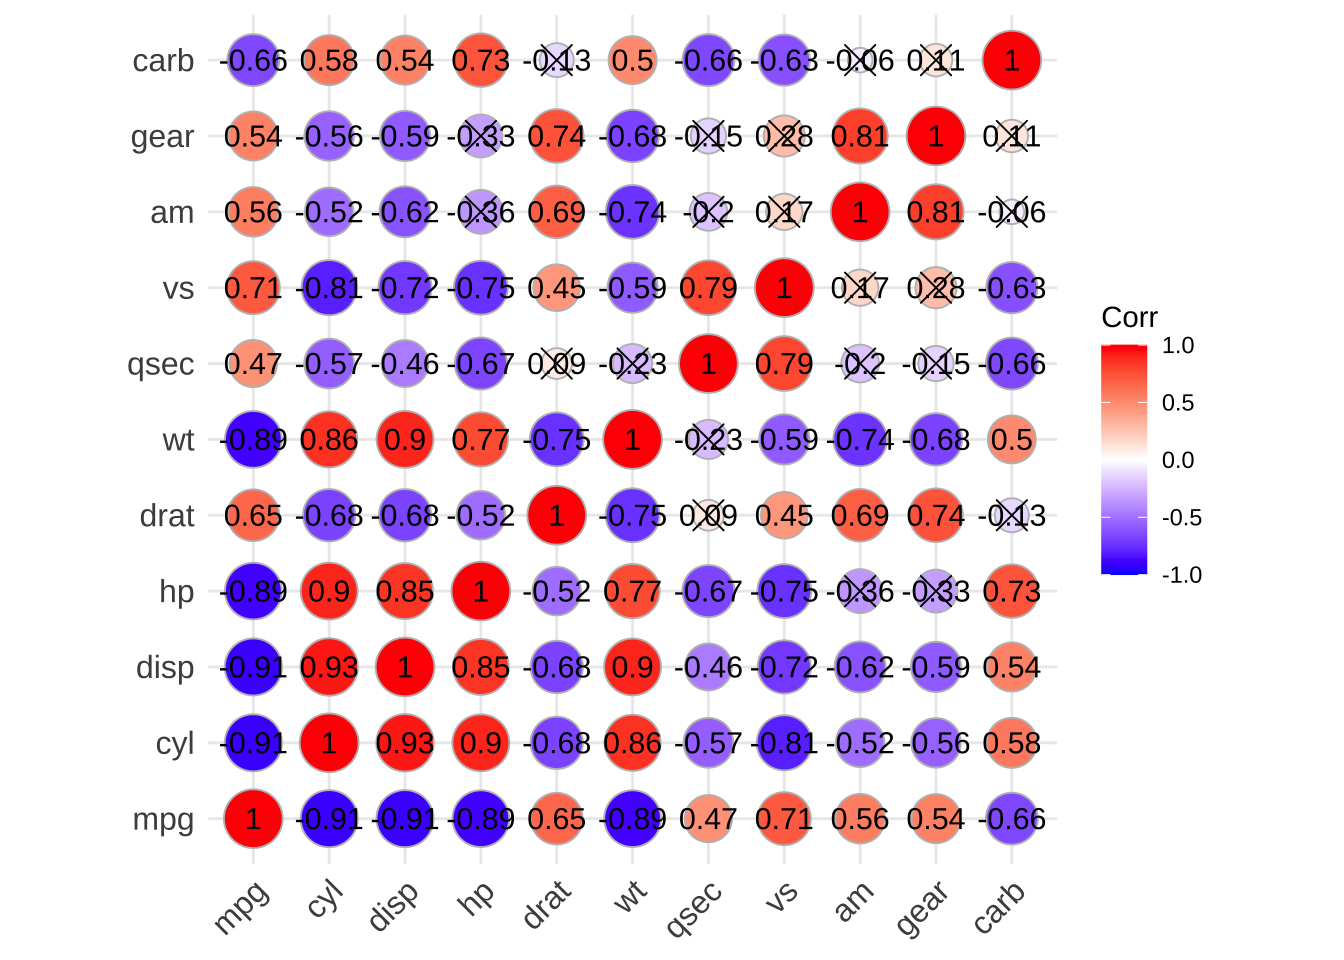 carb -0.66 0.58 0.54 0.73 -0.13 0.5 -0.66 -0.63 -0.06 0.11 1
gear 0.54 -0.56 -0.59 -0.33 0.74 -0.68 -0.15 0.28 0.81 1 0.11
am 0.56 -0.52 -0.62 -0.36 0.69 -0.74 -0.2 0.17 1 0.81 -0.06
vs 0.71 -0.81 -0.72 -0.75 0.45 -0.59 0.79 1 0.17 0.28 -0.63
qsec 0.47 -0.57 -0.46 -0.67 0.09 -0.23 1 0.79 -0.2 -0.15 -0.66
wt -0.89 0.86 0.9 0.77 -0.75 1 -0.23 -0.59 -0.74 -0.68 0.5
drat 0.65 -0.68 -0.68 -0.52 1 -0.75 0.09 0.45 0.69 0.74 -0.13
hp -0.89 0.9 0.85 1 -0.52 0.77 -0.67 -0.75 -0.36 -0.33 0.73
disp -0.91 0.93 1 0.85 -0.68 0.9 -0.46 -0.72 -0.62 -0.59 0.54
cyl -0.91 1 0.93 0.9 -0.68 0.86 -0.57 -0.81 -0.52 -0.56 0.58
mpg 1 -0.91 -0.91 -0.89 0.65 -0.89 0.47 0.71 0.56 0.54 -0.66
mpg cyl disp hp drat wt qsec vs am gear carb
Corr
1.0
0.5
0.0
-0.5
-1.0